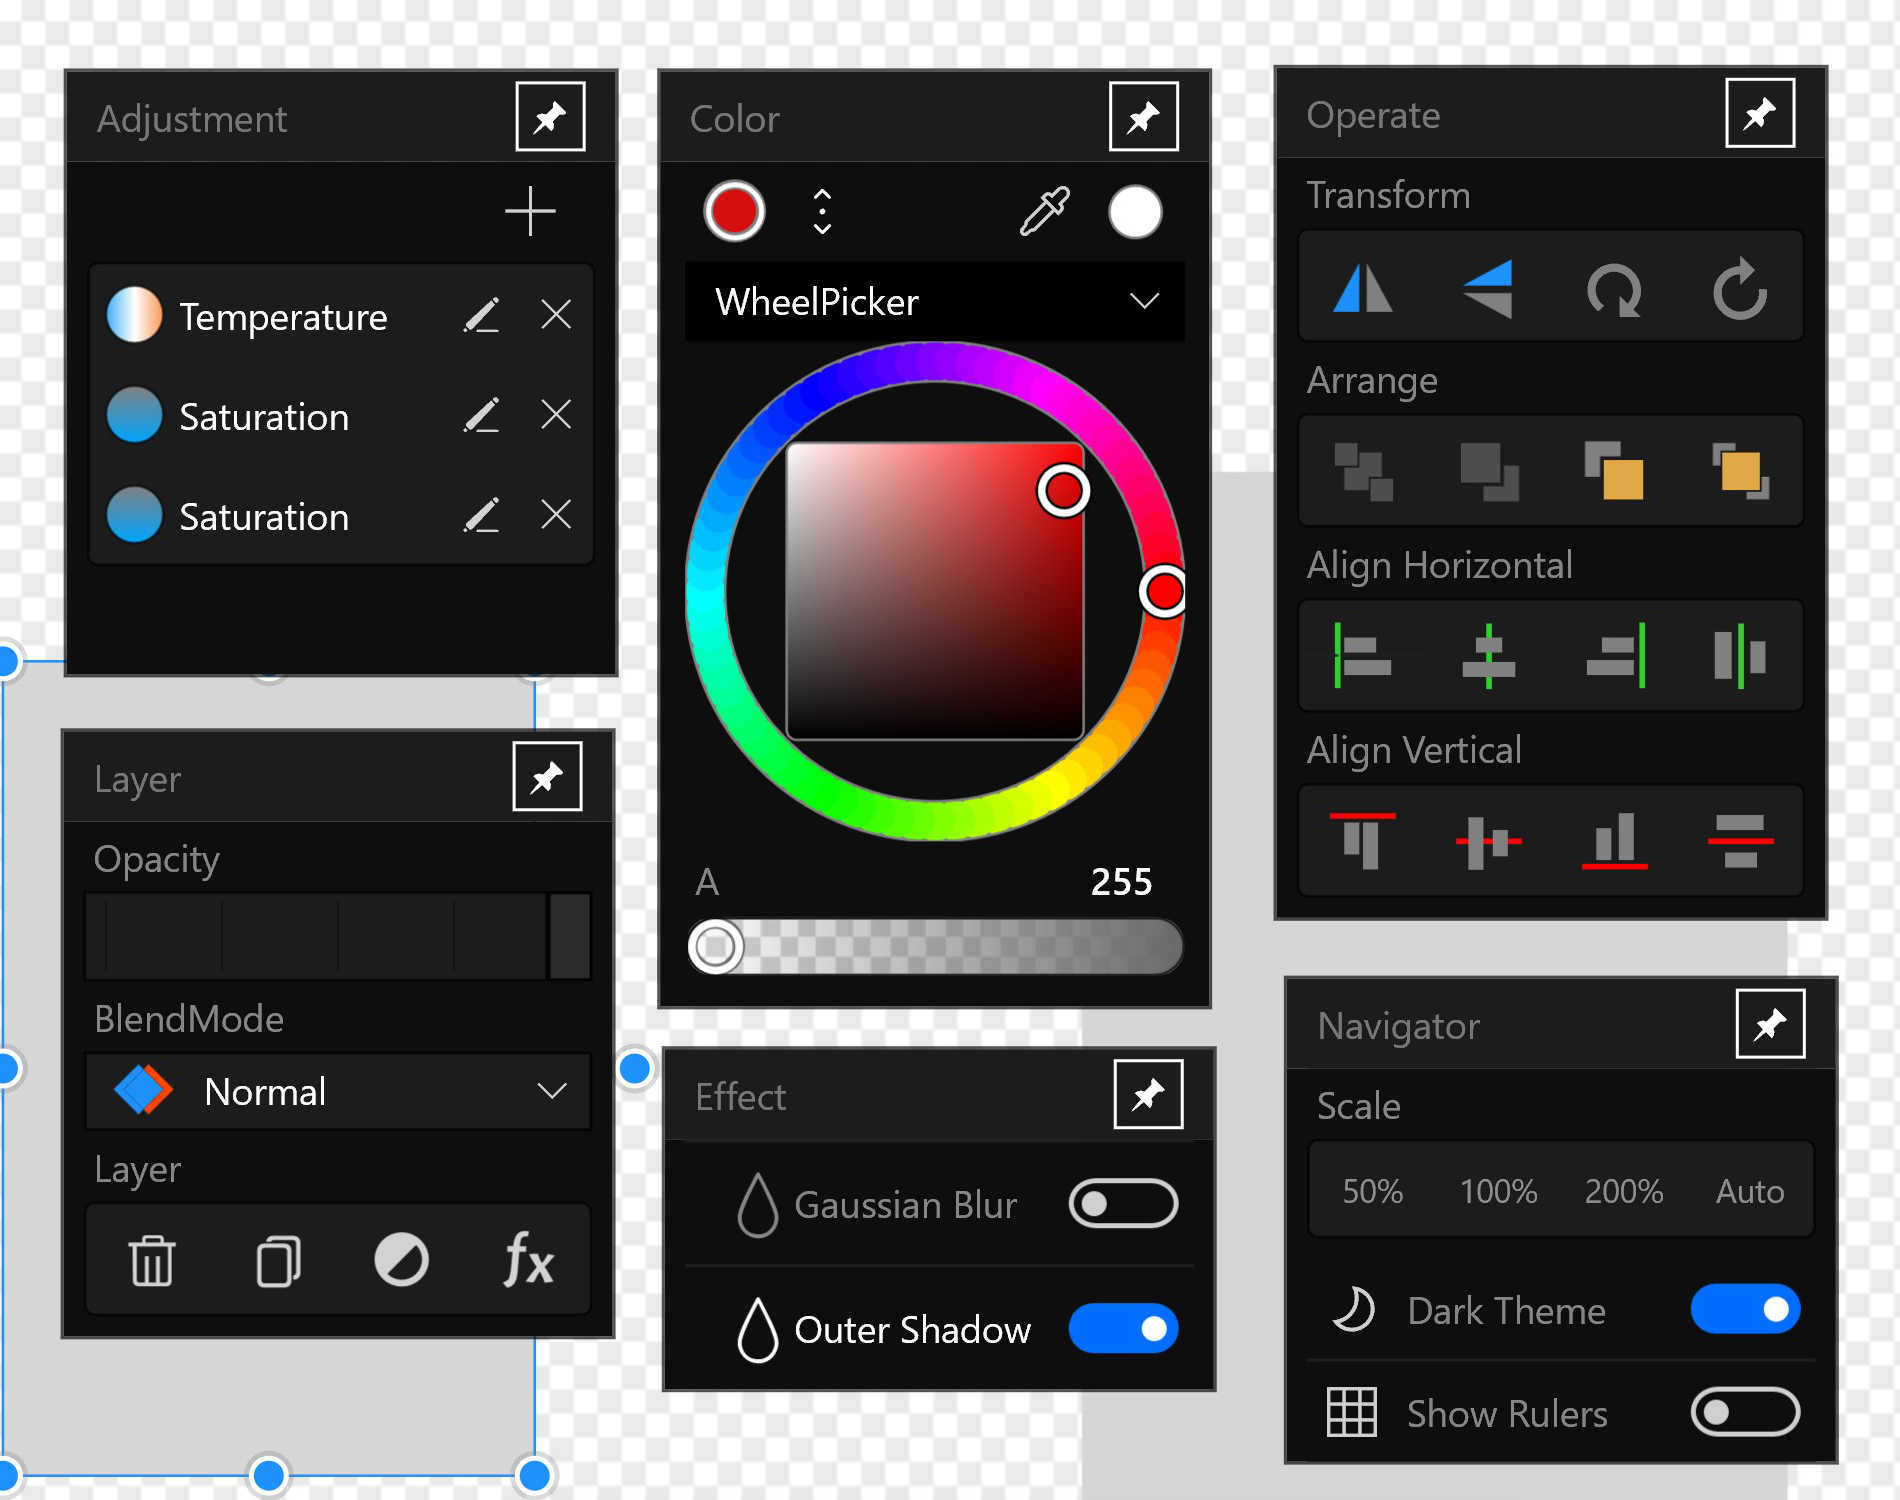 Adjustment
Temperature
Saturation
Saturation
Layer
Opacity
BlendMode
Normal
Layer
fx
Color
WheelPicker
A 255
Effect
Gaussian Blur
Outer Shadow
Operate
Transform
Arrange
Align Horizontal
Align Vertical
Navigator
Scale
50% 100% 200% Auto
Dark Theme
Show Rulers